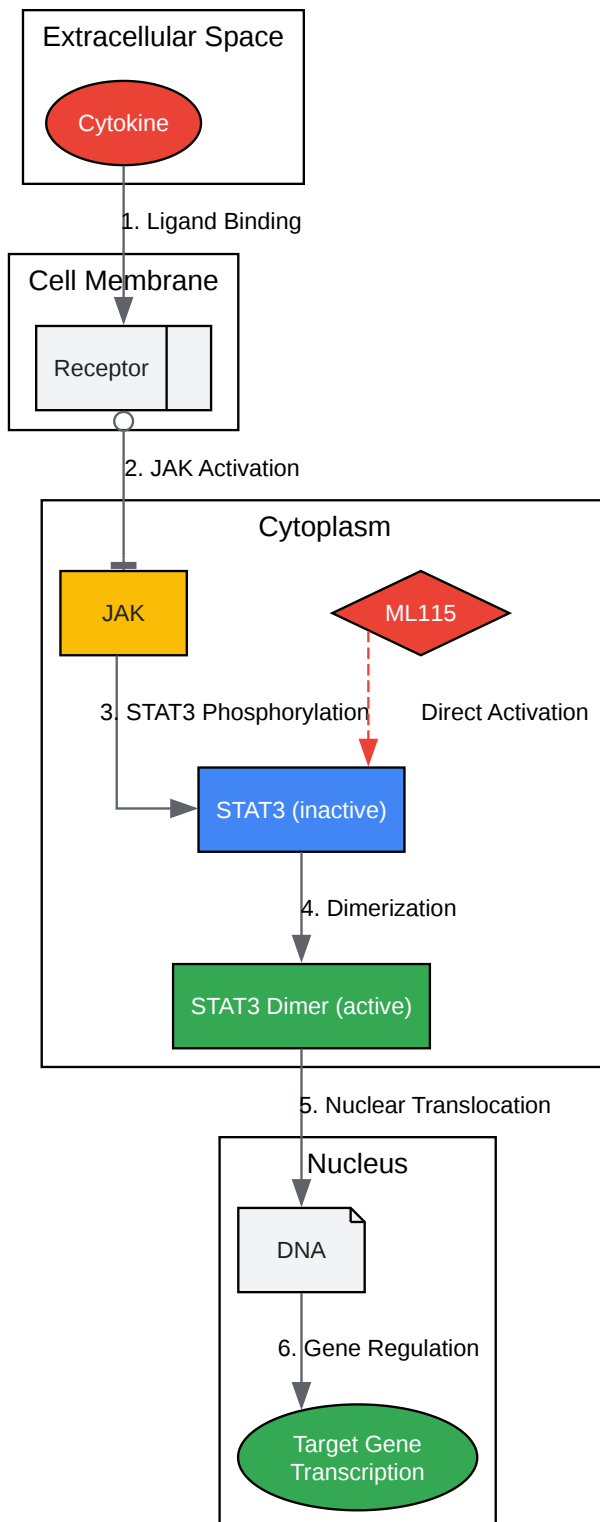 Extracellular Space
Cytokine
1. Ligand Binding
Cell Membrane
Receptor
2. JAK Activation
Cytoplasm
JAK
ML115
3. STAT3 Phosphorylation
Direct Activation
STAT3 (inactive)
4. Dimerization
STAT3 Dimer (active)
5. Nuclear Translocation
Nucleus
DNA
6. Gene Regulation
Target Gene
Transcription